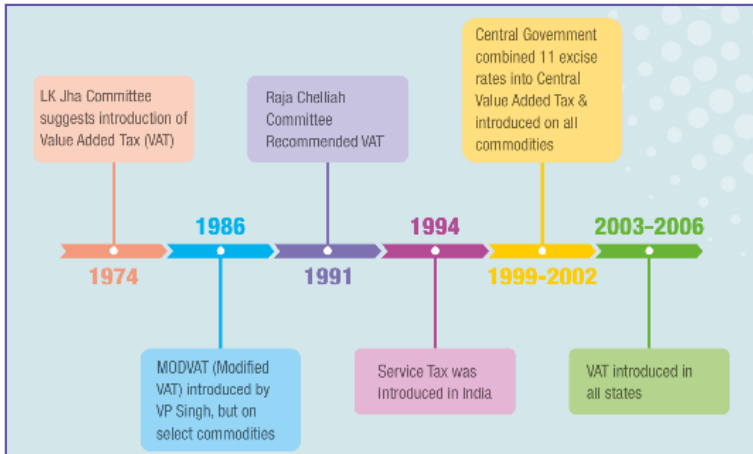 LK Jha Committee
suggests introduction of
Value Added Tax (VAT)
Raja Chelliah
Committee
Recommended VAT
Central Government
combined 11 excise
rates into Central
Value Added Tax &
introduced on all
commodities
1986
1994
2003-2006
1974
1991
1999-2002
MODVAT (Modified
VAT) introduced by
VP Singh, but on
select commodities
Service Tax was
introduced in India
VAT introduced in
all states